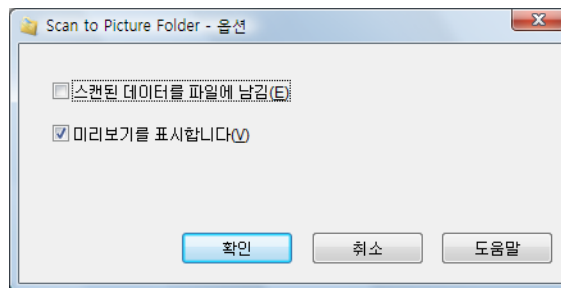 Scan to Picture Folder - 옵션
스캔된 데이터를 파일에 남김(E)
미리보기를 표시합니다(V)
확인 취소 도움말